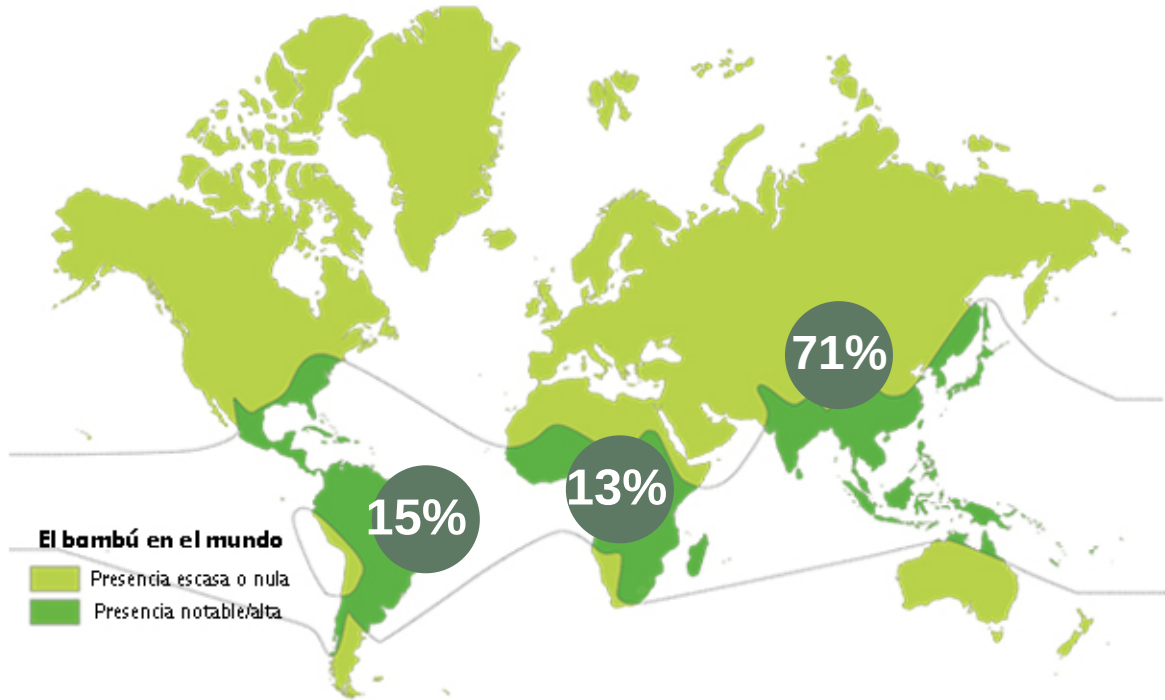 71%
13%
15%
El bambú en el mundo
Presencia escasa o nula
Presencia notable/alta